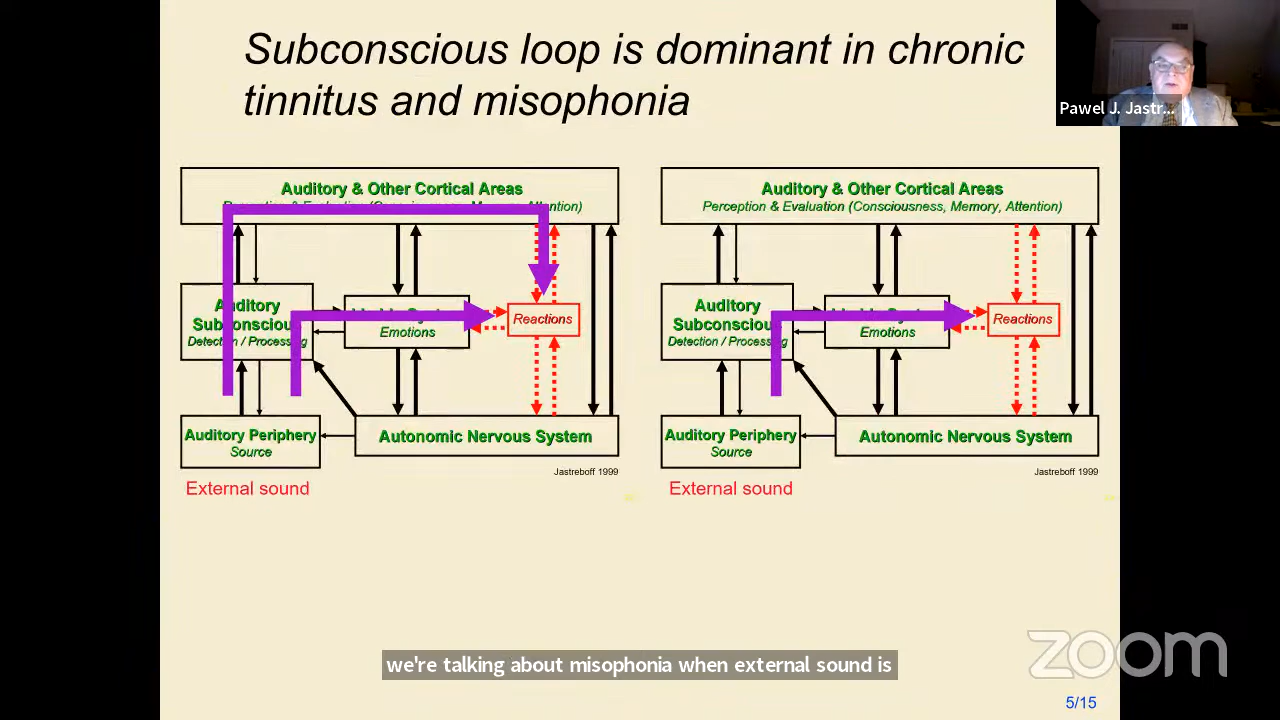 Subconscious loop is dominant in chronic
tinnitus and misophonia
Pawel J. Jastr...
Auditory & Other Cortical Areas
Attention)
Auditory
Subconscious
Detection / Processing
Emotions
Reactions
Auditory Periphery
Source
Autonomic Nervous System
Jastreboff 1999
External sound
Auditory & Other Cortical Areas
Perception & Evaluation (Consciousness, Memory, Attention)
Auditory
Subconscious
Detection / Processing
Emotions
Reactions
Auditory Periphery
Source
Autonomic Nervous System
Jastreboff 1999
External sound
we're talking about misophonia when external sound is
zoom
5/15